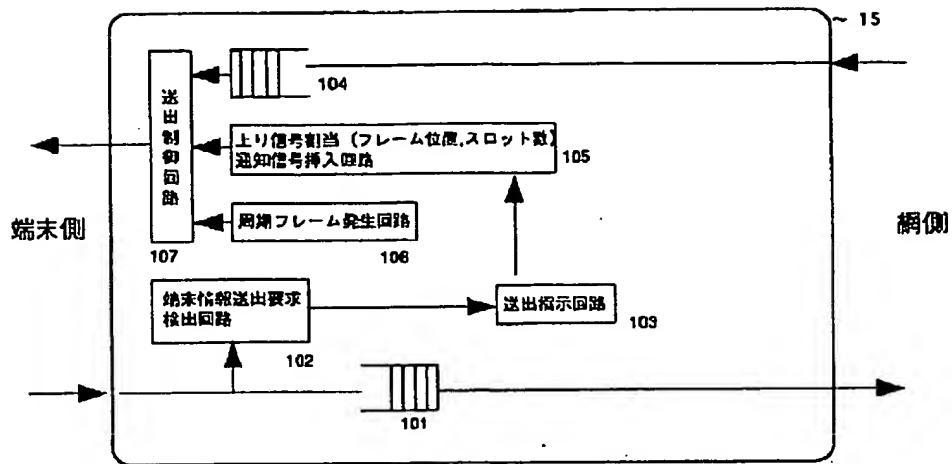 ~ 15
104
送出制御回路
上り信号割当(フレーム位置,スロット数)
通知信号挿入回路
105
周期フレーム発生回路
106
107
端末側
網側
端末情報送出要求
検出回路
102
送出指示回路
103
101